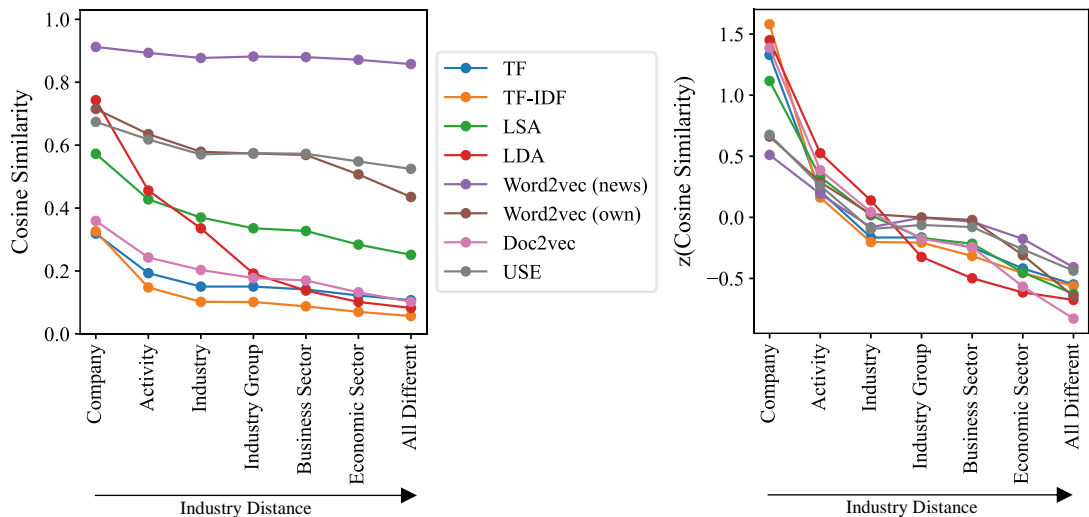 Cosine Similarity
1.0
0.8
0.6
0.4
0.2
0.0
Company
Activity
Industry
Industry Group
Business Sector
Economic Sector
All Different
Industry Distance
TF
TF-IDF
LSA
LDA
Word2vec (news)
Word2vec (own)
Doc2vec
USE
z(Cosine Similarity)
1.5
1.0
0.5
0.0
−0.5
Company
Activity
Industry
Industry Group
Business Sector
Economic Sector
All Different
Industry Distance